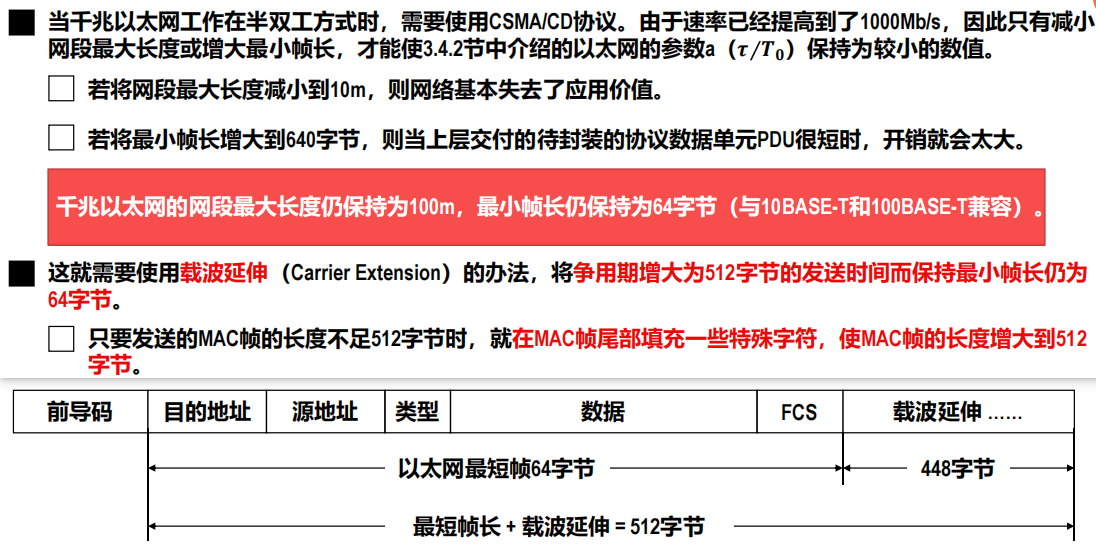 当千兆以太网工作在半双工方式时，需要使用CSMA/CD协议。由于速率已经提高到了1000Mb/s，因此只有减小
网段最大长度或增大最小帧长，才能使3.4.2节中介绍的以太网的参数a（τ/T₀）保持为较小的数值。
若将网段最大长度减小到10m，则网络基本失去了应用价值。
若将最小帧长增大到640字节，则当上层交付的待封装的协议数据单元PDU很短时，开销就会太大。
千兆以太网的网段最大长度仍保持为100m，最小帧长仍保持为64字节（与10BASE-T和100BASE-T兼容）。
这就需要使用载波延伸（Carrier Extension）的办法，将争用期增大为512字节的发送时间而保持最小帧长仍为
64字节。
只要发送的MAC帧的长度不足512字节时，就在MAC帧尾部填充一些特殊字符，使MAC帧的长度增大到512
字节。
前导码 目的地址 源地址 类型 数据 FCS 载波延伸 ......
以太网最短帧64字节 448字节
最短帧长 + 载波延伸 = 512字节